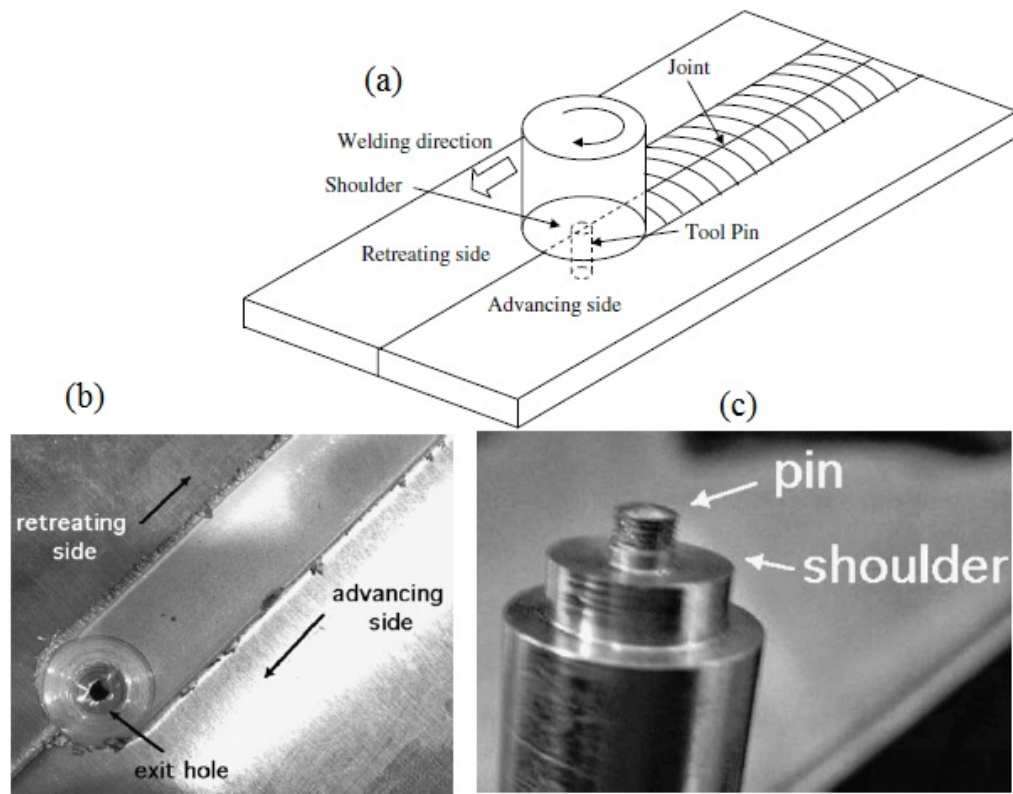 (a)
Joint
Welding direction
Shoulder
Tool Pin
Retreating side
Advancing side
(b)
(c)
retreating
side
advancing
side
exit hole
pin
shoulder